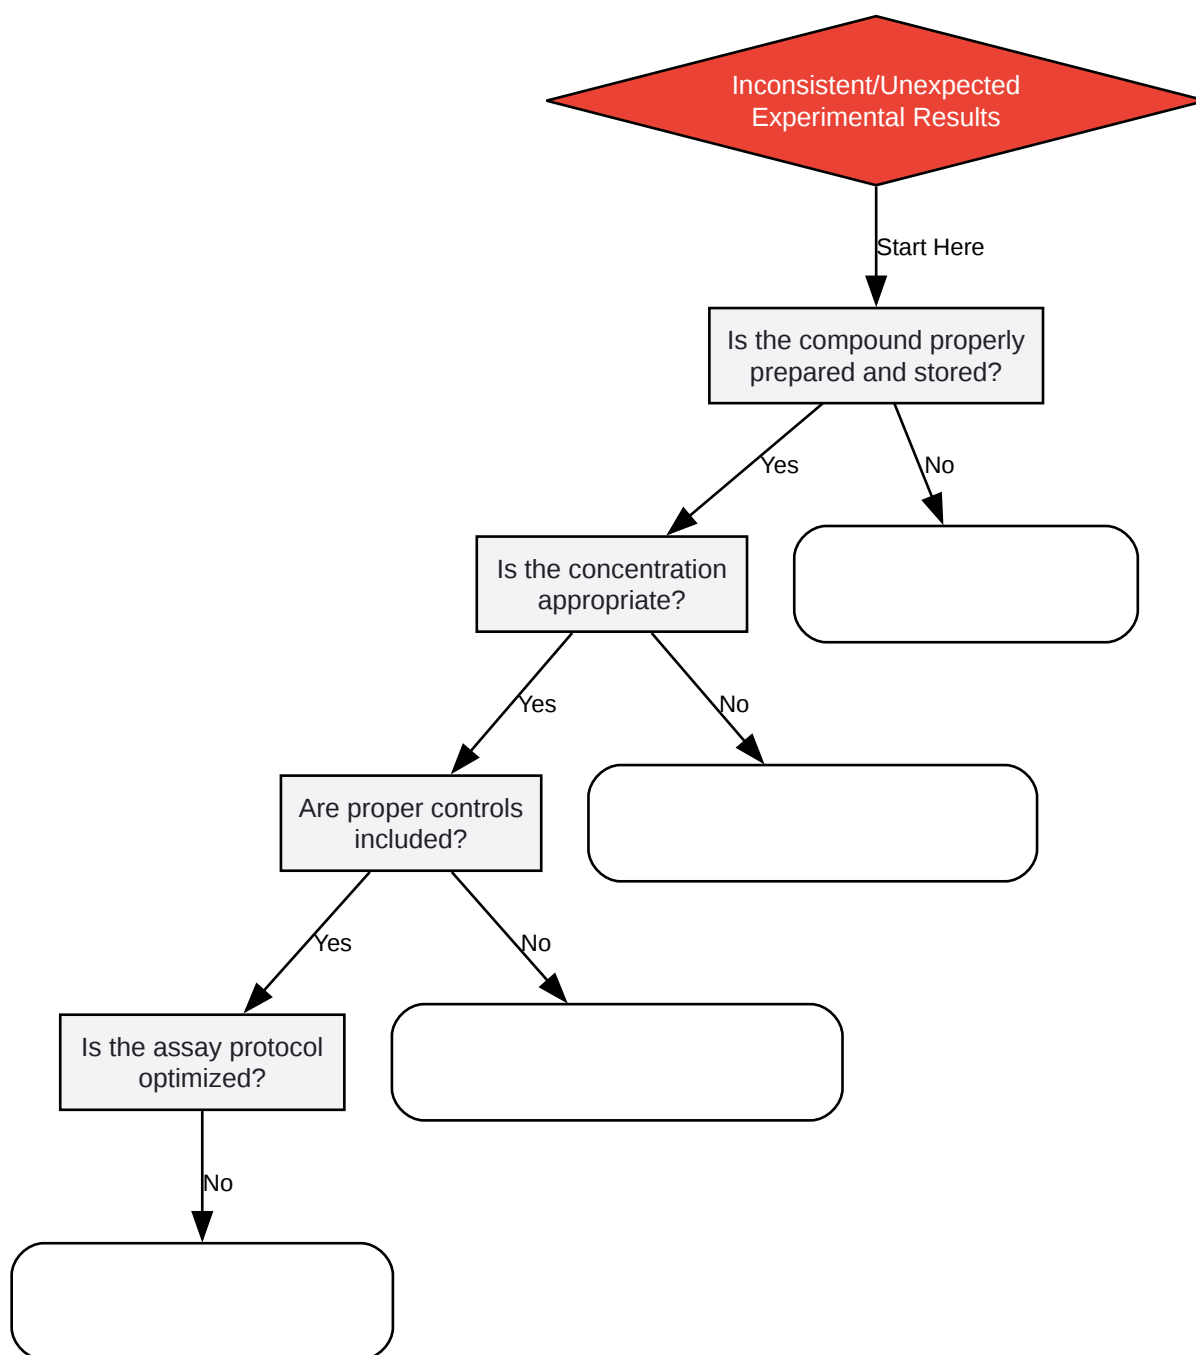 Inconsistent/Unexpected
Experimental Results
Start Here
Is the compound properly
prepared and stored?
Yes
No
Is the concentration
appropriate?
Yes
No
Are proper controls
included?
Yes
No
Is the assay protocol
optimized?
No